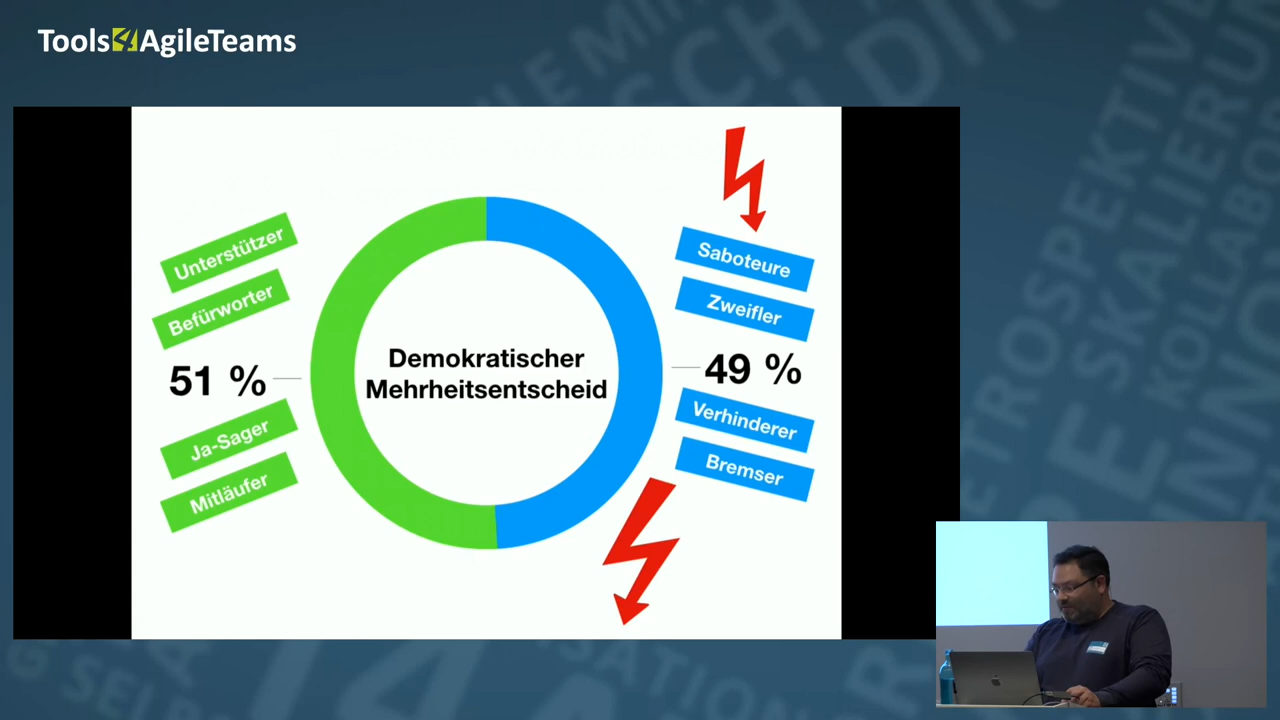 Tools4AgileTeams
Unterstützer
Befürworter
51 %
Ja-Sager
Mitläufer
Demokratischer
Mehrheitsentscheid
Saboteure
Zweifler
49 %
Verhinderer
Bremser